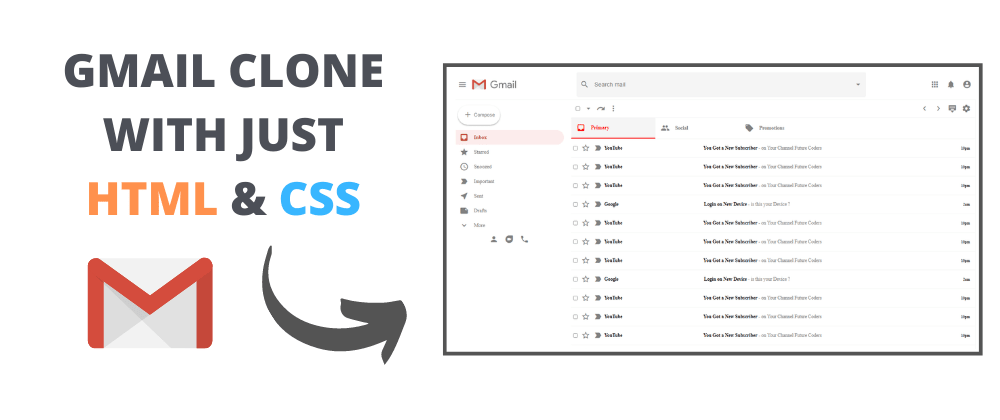 GMAIL CLONE
WITH JUST
HTML & CSS
Gmail
Search mail
Compose
Inbox
Starred
Snoozed
Important
Sent
Drafts
More
Primary Social Promotions
YouTube You Got a New Subscriber - on Your Channel Future Coders 10pm
YouTube You Got a New Subscriber - on Your Channel Future Coders 10pm
YouTube You Got a New Subscriber - on Your Channel Future Coders 10pm
Google Login on New Device - is this your Device ? 2am
YouTube You Got a New Subscriber - on Your Channel Future Coders 10pm
YouTube You Got a New Subscriber - on Your Channel Future Coders 10pm
YouTube You Got a New Subscriber - on Your Channel Future Coders 10pm
Google Login on New Device - is this your Device ? 2am
YouTube You Got a New Subscriber - on Your Channel Future Coders 10pm
YouTube You Got a New Subscriber - on Your Channel Future Coders 10pm
YouTube You Got a New Subscriber - on Your Channel Future Coders 10pm